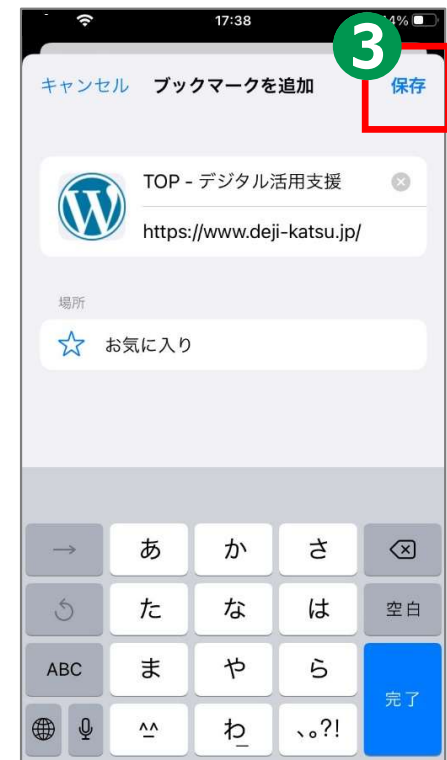 17:38
4%
3
キャンセル ブックマークを追加 保存
TOP - デジタル活用支援
https://www.deji-katsu.jp/
場所
お気に入り
→ あ か さ
た な は 空白
ABC ま や ら
^^ わ_ 、。?! 完了